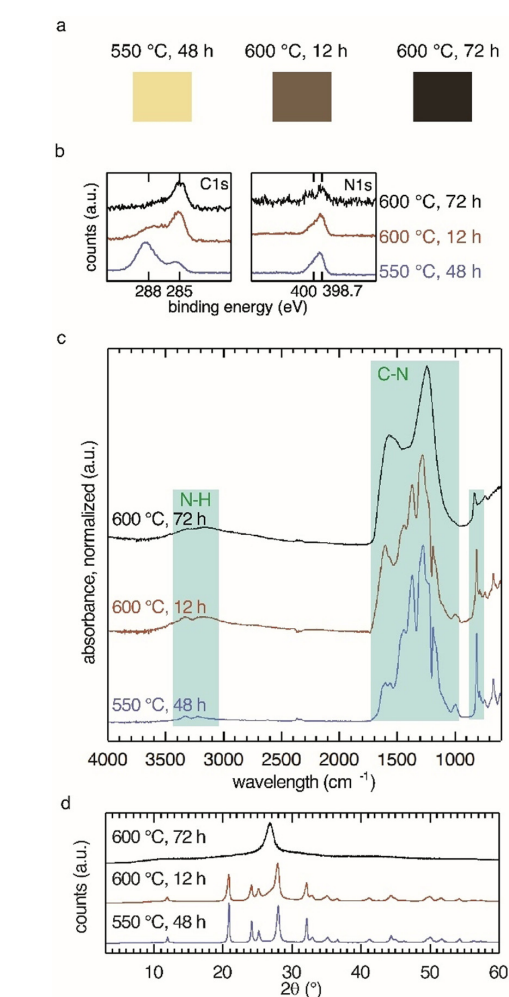 a
550 °C, 48 h 600 °C, 12 h 600 °C, 72 h
b
C1s N1s
counts (a.u.)
600 °C, 72 h
600 °C, 12 h
550 °C, 48 h
288 285 400 398.7
binding energy (eV)
c
C-N
N-H
absorbance, normalized (a.u.)
600 °C, 72 h
600 °C, 12 h
550 °C, 48 h
4000 3500 3000 2500 2000 1500 1000
wavelength (cm -1)
d
counts (a.u.)
600 °C, 72 h
600 °C, 12 h
550 °C, 48 h
10 20 30 40 50 60
2θ (°)